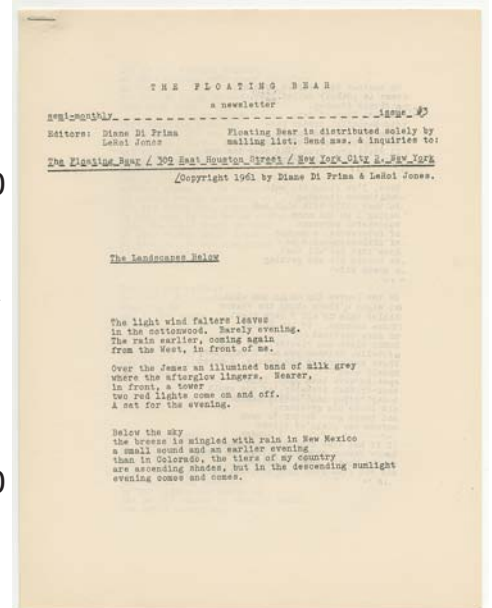 THE FLOATING BEAR
a newsletter
semi-monthly_ _ _ _ _ _ _ _ _ _ _ _ _ _ _ _ _ _ _ _ _ _ _ _ _ issue #3
Editors: Diane Di Prima Floating Bear is distributed solely by
LeRoi Jones mailing list. Send mss. & inquiries to:
The Floating Bear / 309 East Houston Street / New York City 2, New York
/Copyright 1961 by Diane Di Prima & LeRoi Jones.
The Landscapes Below
The light wind falters leaves
in the cottonwood. Barely evening.
The rain earlier, coming again
from the West, in front of me.
Over the Jemez an illumined band of milk grey
where the afterglow lingers. Nearer,
in front, a tower
two red lights come on and off.
A cat for the evening.
Below the sky
the breeze is mingled with rain in New Mexico
a small sound and an earlier evening
than in Colorado, the tiers of my country
are ascending shades, but in the descending sunlight
evening comes and comes.